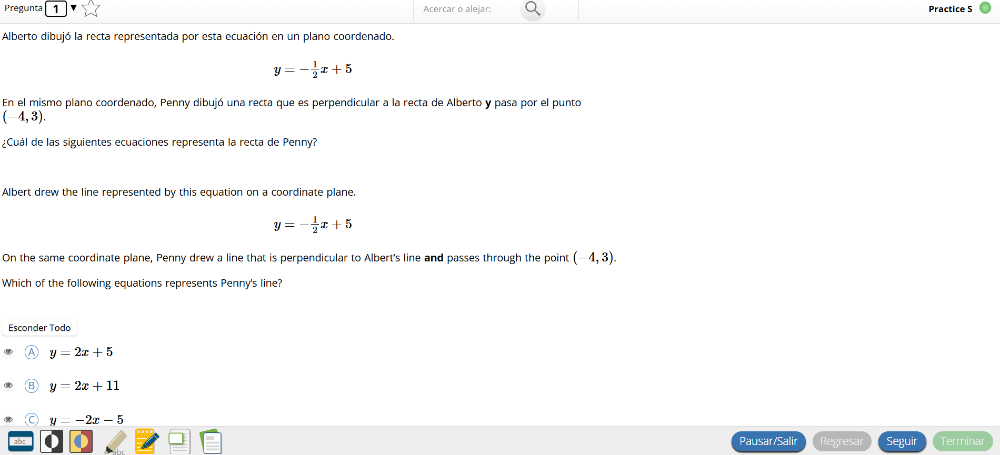 Pregunta 1 ▼
Acercar o alejar:
Practice S
Alberto dibujó la recta representada por esta ecuación en un plano coordenado.
y = −1/2x + 5
En el mismo plano coordenado, Penny dibujó una recta que es perpendicular a la recta de Alberto y pasa por el punto
(−4, 3).
¿Cuál de las siguientes ecuaciones representa la recta de Penny?
Albert drew the line represented by this equation on a coordinate plane.
y = −1/2x + 5
On the same coordinate plane, Penny drew a line that is perpendicular to Albert’s line and passes through the point (−4, 3).
Which of the following equations represents Penny’s line?
Esconder Todo
A y = 2x + 5
B y = 2x + 11
C y = −2x − 5
abc
abc
Pausar/Salir
Regresar
Seguir
Terminar